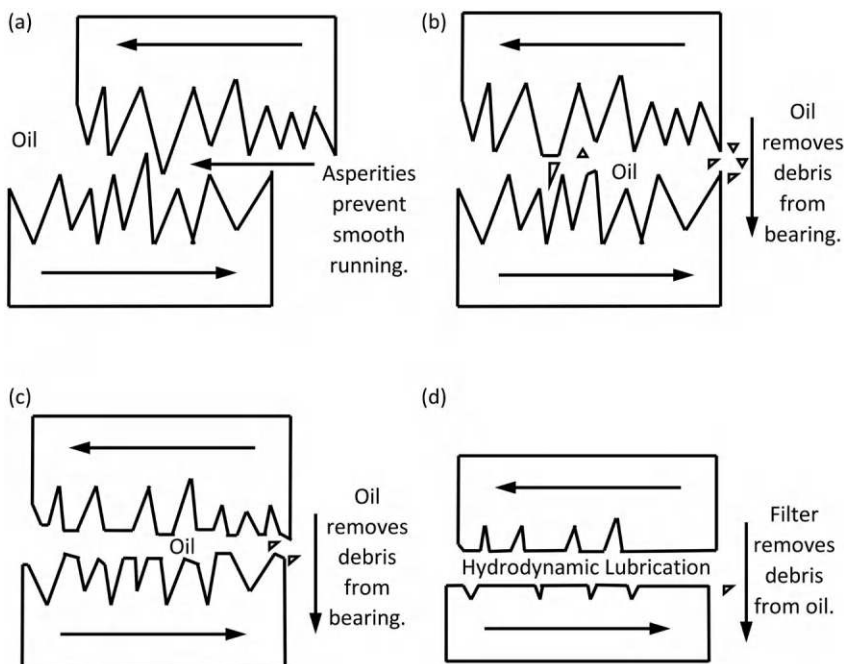 (a)
Oil
Asperities
prevent
smooth
running.
(b)
Oil
Oil
removes
debris
from
bearing.
(c)
Oil
Oil
removes
debris
from
bearing.
(d)
Hydrodynamic Lubrication
Filter
removes
debris
from oil.